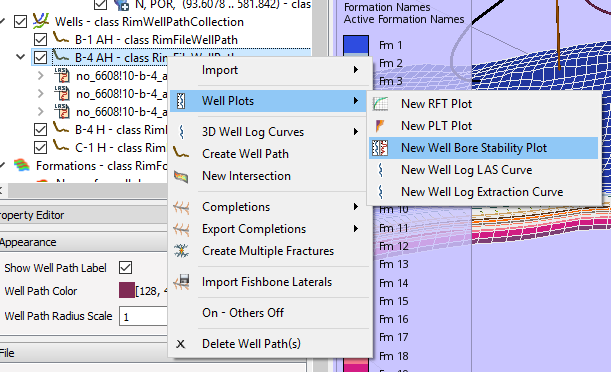 N, POR, (93.6078 .. 581.842) - clas
Wells - class RimWellPathCollection
B-1 AH - class RimFileWellPath
B-4 AH - class RimFileWellPath
no_6608!10-b-4_a
no_6608!10-b-4_a
no_6608!10-b-4_a
B-4 H - class Rim
C-1 H - class Rim
Formations - class RimFo
Property Editor
Appearance
Show Well Path Label
Well Path Color
[128, 4
Well Path Radius Scale
1
File
Import
Well Plots
3D Well Log Curves
Create Well Path
New Intersection
Completions
Export Completions
Create Multiple Fractures
Import Fishbone Laterals
On - Others Off
Delete Well Path(s)
New RFT Plot
New PLT Plot
New Well Bore Stability Plot
New Well Log LAS Curve
New Well Log Extraction Curve
Formation Names
Active Formation Names
Fm 1
Fm 2
Fm 3
Fm 10
Fm 11
Fm 12
Fm 13
Fm 14
Fm 15
Fm 16
Fm 17
Fm 18